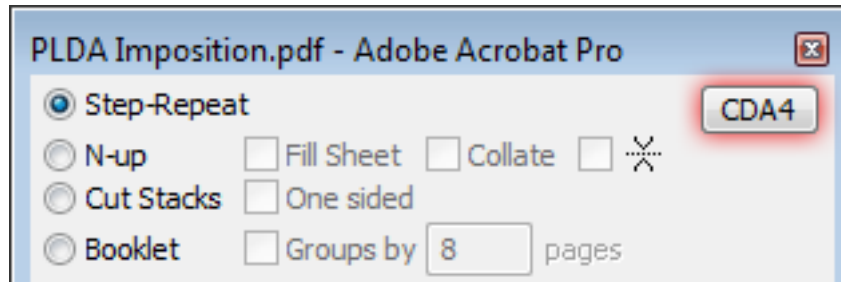 PLDA Imposition.pdf - Adobe Acrobat Pro
Step-Repeat CDA4
N-up Fill Sheet Collate
Cut Stacks One sided
Booklet Groups by 8 pages